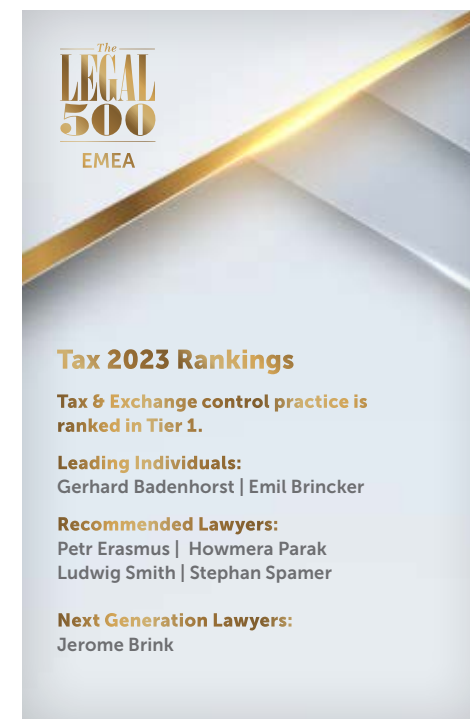 The
LEGAL
500
EMEA
Tax 2023 Rankings
Tax & Exchange control practice is
ranked in Tier 1.
Leading Individuals:
Gerhard Badenhorst | Emil Brincker
Recommended Lawyers:
Petr Erasmus | Howmera Parak
Ludwig Smith | Stephan Spamer
Next Generation Lawyers:
Jerome Brink